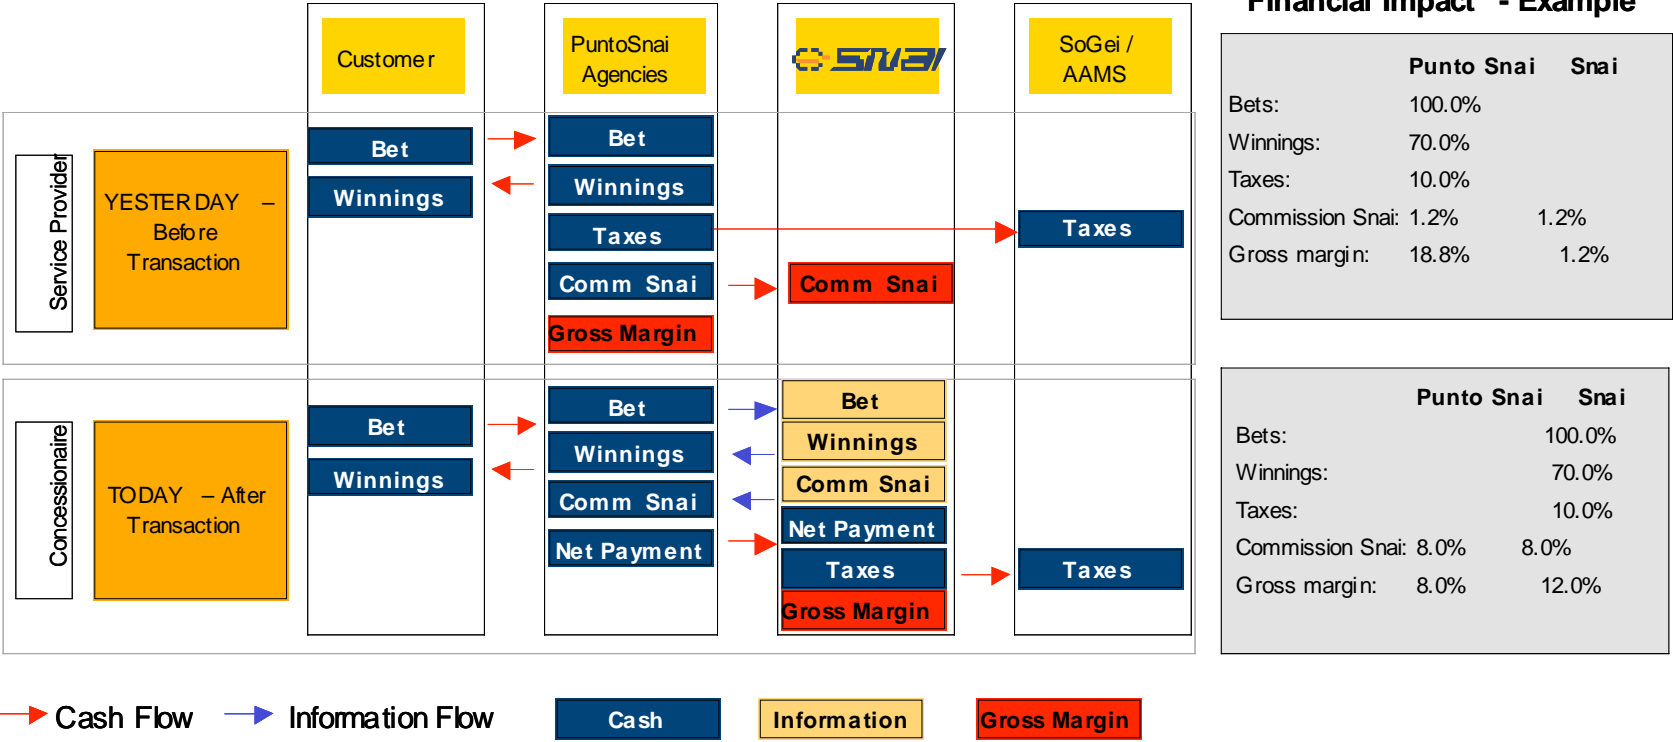 Financial Impact - Example
Customer
PuntoSnai
Agencies
SNAI
SoGei /
AAMS
Punto Snai Snai
Bets: 100.0%
Winnings: 70.0%
Taxes: 10.0%
Commission Snai: 1.2% 1.2%
Gross margin: 18.8% 1.2%
Service Provider
YESTERDAY –
Before
Transaction
Bet
Winnings
Bet
Winnings
Taxes
Comm Snai
Gross Margin
Comm Snai
Taxes
Concessionaire
TODAY – After
Transaction
Bet
Winnings
Bet
Winnings
Comm Snai
Net Payment
Bet
Winnings
Comm Snai
Net Payment
Taxes
Gross Margin
Taxes
Punto Snai Snai
Bets: 100.0%
Winnings: 70.0%
Taxes: 10.0%
Commission Snai: 8.0% 8.0%
Gross margin: 8.0% 12.0%
Cash Flow
Information Flow
Cash
Information
Gross Margin